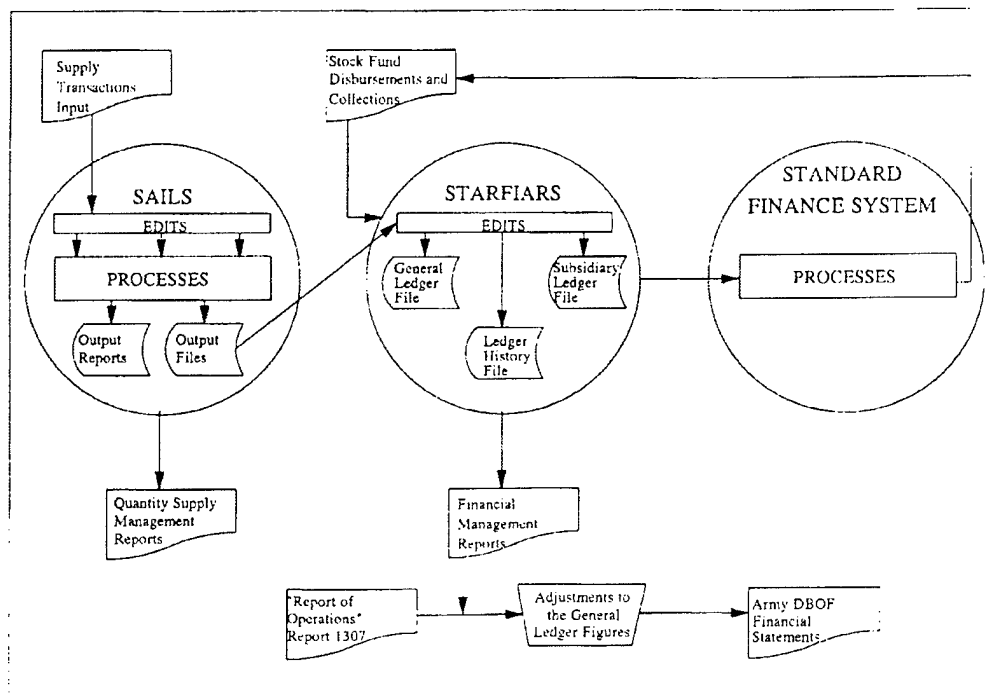 Supply
Transactions
Input
Stock Fund
Disbursements and
Collections
SAILS
EDITS
PROCESSES
Output
Reports
Output
Files
STARFIARS
EDITS
General
Ledger
File
Subsidiary
Ledger
File
Ledger
History
File
STANDARD
FINANCE SYSTEM
PROCESSES
Quantity Supply
Management
Reports
Financial
Management
Reports
"Report of
Operations"
Report 1307
Adjustments to
the General
Ledger Figures
Army DBOF
Financial
Statements